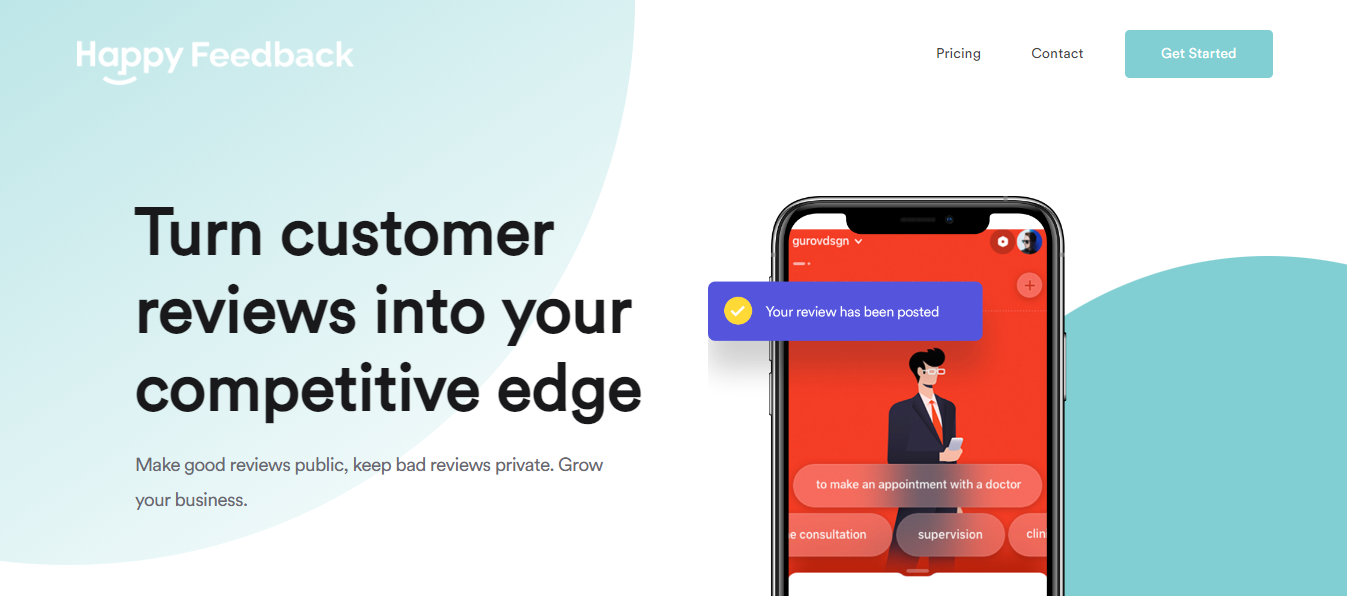 Happy Feedback
Pricing
Contact
Get Started
Turn customer
reviews into your
competitive edge
Make good reviews public, keep bad reviews private. Grow
your business.
gurovdsgn
Your review has been posted
to make an appointment with a doctor
e consultation
supervision
clin